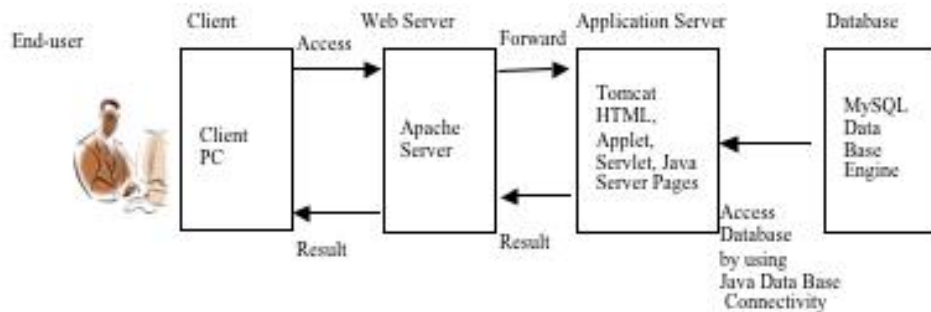 End-user
Client
Web Server
Application Server
Database
Access
Forward
Client
PC
Apache
Server
Tomcat
HTML,
Applet,
Servlet, Java
Server Pages
MySQL
Data
Base
Engine
Result
Result
Access
Database
by using
Java Data Base
Connectivity